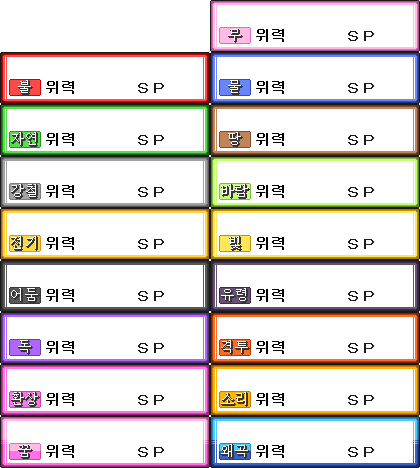 무 위력 SP
불 위력 SP 물 위력 SP
자연 위력 SP 땅 위력 SP
강철 위력 SP 바람 위력 SP
전기 위력 SP 빛 위력 SP
어둠 위력 SP 유령 위력 SP
독 위력 SP 격투 위력 SP
환상 위력 SP 소리 위력 SP
꿈 위력 SP 왜곡 위력 SP